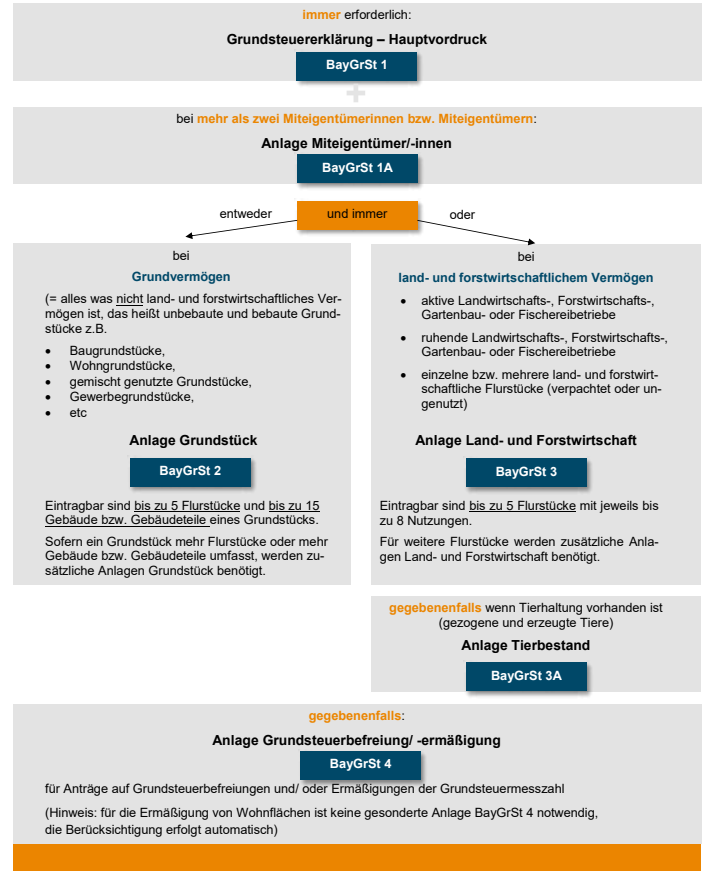 immer erforderlich:
Grundsteuererklärung – Hauptvordruck
BayGrSt 1
+
bei mehr als zwei Miteigentümerinnen bzw. Miteigentümern:
Anlage Miteigentümer/-innen
BayGrSt 1A
entweder
und immer
oder
bei
Grundvermögen
(= alles was nicht land- und forstwirtschaftliches Ver-
mögen ist, das heißt unbebaute und bebaute Grund-
stücke z.B.
• Baugrundstücke,
• Wohngrundstücke,
• gemischt genutzte Grundstücke,
• Gewerbegrundstücke,
• etc
Anlage Grundstück
BayGrSt 2
Eintragbar sind bis zu 5 Flurstücke und bis zu 15
Gebäude bzw. Gebäudeteile eines Grundstücks.
Sofern ein Grundstück mehr Flurstücke oder mehr
Gebäude bzw. Gebäudeteile umfasst, werden zu-
sätzliche Anlagen Grundstück benötigt.
bei
land- und forstwirtschaftlichem Vermögen
• aktive Landwirtschafts-, Forstwirtschafts-,
Gartenbau- oder Fischereibetriebe
• ruhende Landwirtschafts-, Forstwirtschafts-,
Gartenbau- oder Fischereibetriebe
• einzelne bzw. mehrere land- und forstwirt-
schaftliche Flurstücke (verpachtet oder un-
genutzt)
Anlage Land- und Forstwirtschaft
BayGrSt 3
Eintragbar sind bis zu 5 Flurstücke mit jeweils bis
zu 8 Nutzungen.
Für weitere Flurstücke werden zusätzliche Anla-
gen Land- und Forstwirtschaft benötigt.
gegebenenfalls wenn Tierhaltung vorhanden ist
(gezogene und erzeugte Tiere)
Anlage Tierbestand
BayGrSt 3A
gegebenenfalls:
Anlage Grundsteuerbefreiung/ -ermäßigung
BayGrSt 4
für Anträge auf Grundsteuerbefreiungen und/ oder Ermäßigungen der Grundsteuermesszahl
(Hinweis: für die Ermäßigung von Wohnflächen ist keine gesonderte Anlage BayGrSt 4 notwendig,
die Berücksichtigung erfolgt automatisch)